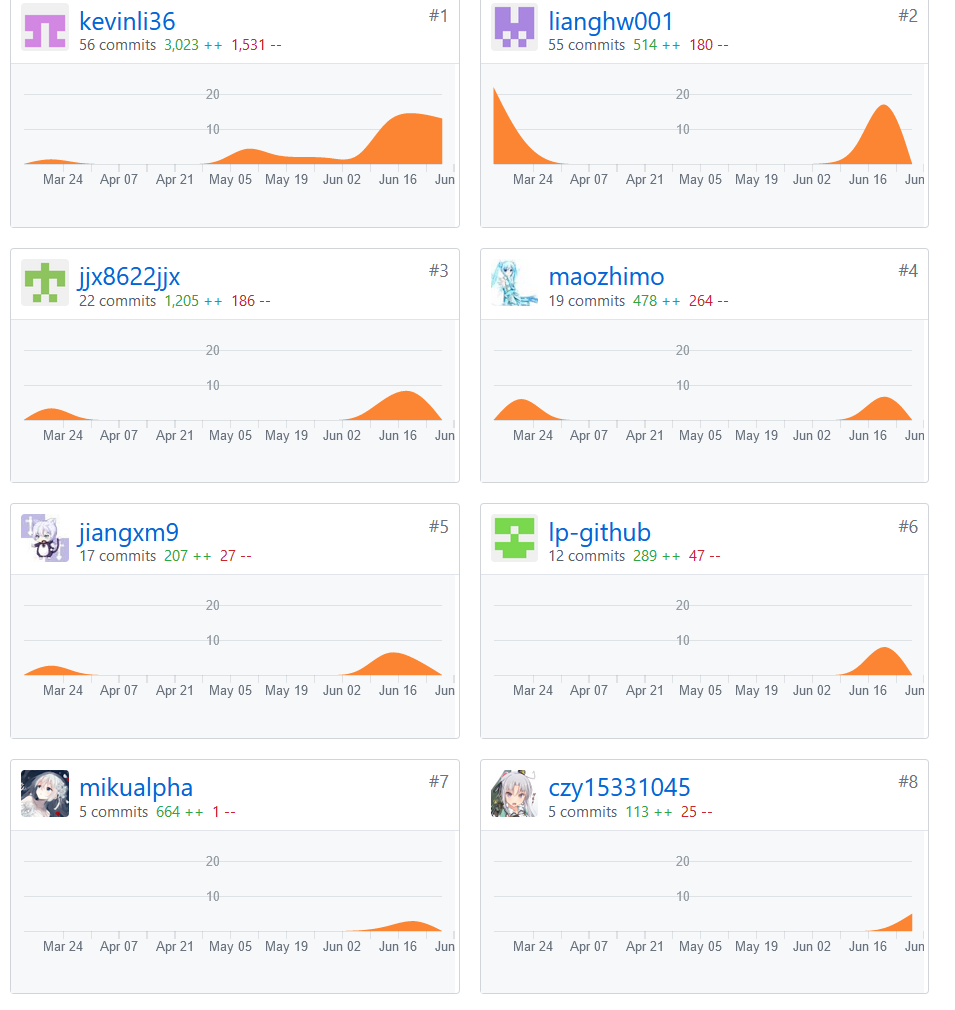 kevinli36 #1
56 commits 3,023 ++ 1,531 --
20
10
Mar 24 Apr 07 Apr 21 May 05 May 19 Jun 02 Jun 16 Jun
lianghw001 #2
55 commits 514 ++ 180 --
20
10
Mar 24 Apr 07 Apr 21 May 05 May 19 Jun 02 Jun 16 Jun
jjx8622jjx #3
22 commits 1,205 ++ 186 --
20
10
Mar 24 Apr 07 Apr 21 May 05 May 19 Jun 02 Jun 16 Jun
maozhimo #4
19 commits 478 ++ 264 --
20
10
Mar 24 Apr 07 Apr 21 May 05 May 19 Jun 02 Jun 16 Jun
jiangxm9 #5
17 commits 207 ++ 27 --
20
10
Mar 24 Apr 07 Apr 21 May 05 May 19 Jun 02 Jun 16 Jun
lp-github #6
12 commits 289 ++ 47 --
20
10
Mar 24 Apr 07 Apr 21 May 05 May 19 Jun 02 Jun 16 Jun
mikualpha #7
5 commits 664 ++ 1 --
20
10
Mar 24 Apr 07 Apr 21 May 05 May 19 Jun 02 Jun 16 Jun
czy15331045 #8
5 commits 113 ++ 25 --
20
10
Mar 24 Apr 07 Apr 21 May 05 May 19 Jun 02 Jun 16 Jun